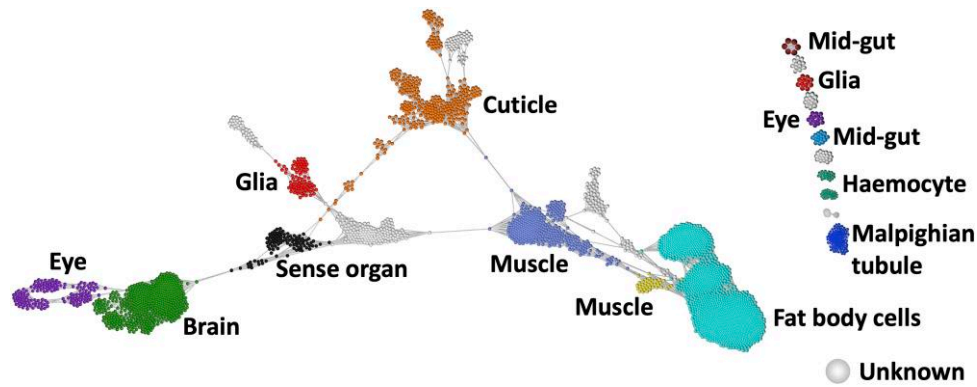 Cuticle
Glia
Sense organ
Eye
Brain
Muscle
Muscle
Fat body cells
Mid-gut
Glia
Eye
Mid-gut
Haemocyte
Malpighian
tubule
Unknown